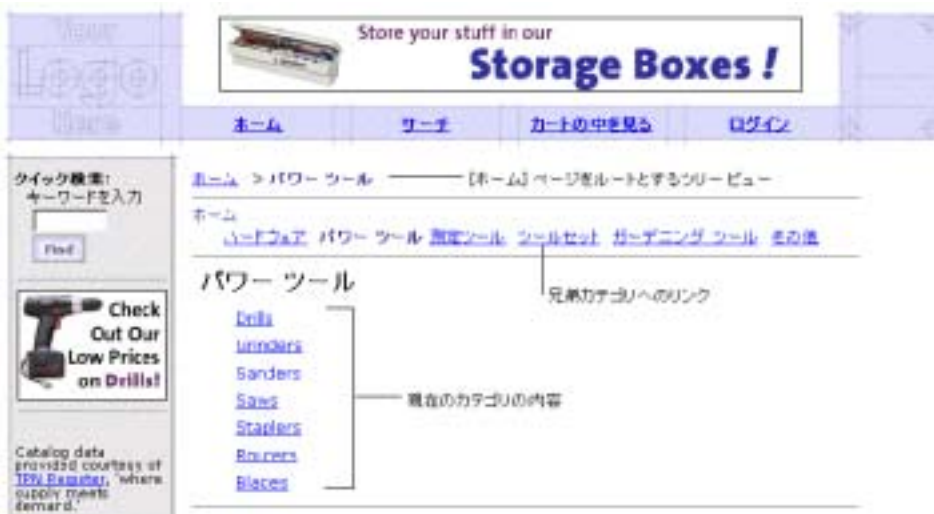 Your
Logo
Here
Store your stuff in our
Storage Boxes !
ホーム サーチ カートの中を見る ログイン
クイック検索:
キーワードを入力
Find
Check
Out Our
Low Prices
on Drills!
Catalog data
provided courtesy of
TPN Register, "where
supply meets
demard."
ホーム > パワー ツール [ホーム] ページをルートとするツリー ビュー
ホーム
ハードウェア パワー ツール 測定ツール ツールセット ガーデニング ツール その他
兄弟カテゴリへのリンク
パワー ツール
Drills
Grinders
Sanders
Saws
Staplers
Routers
現在のカテゴリの内容